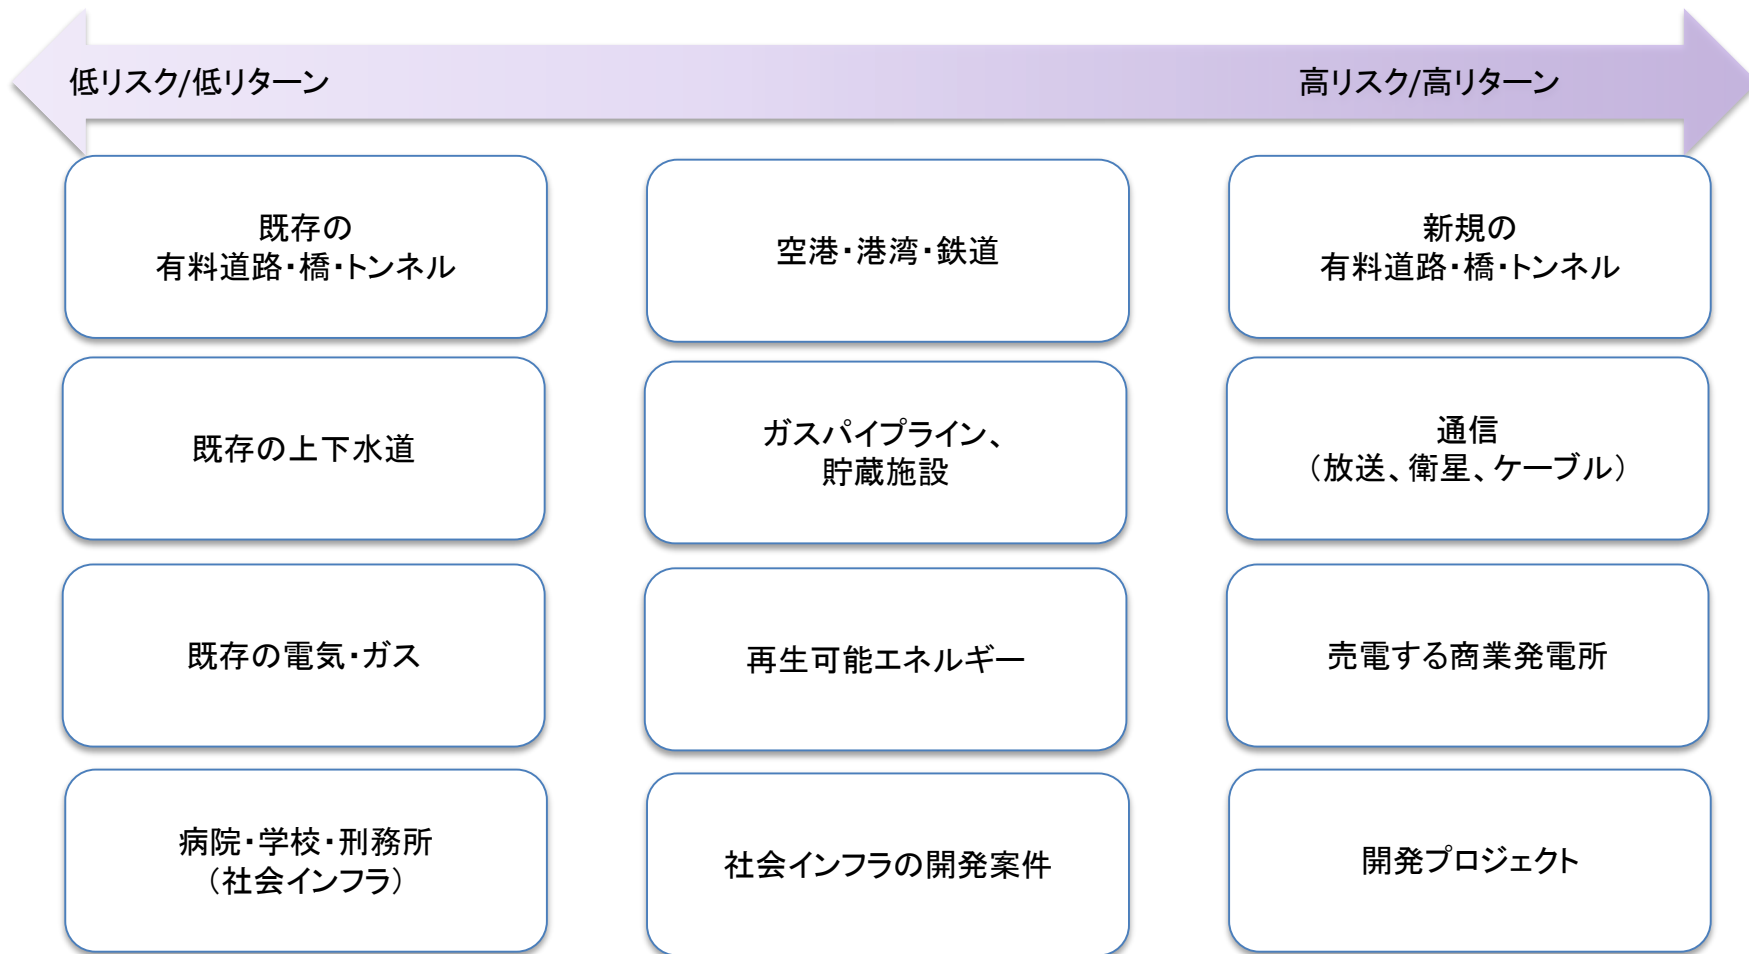 低リスク/低リターン
高リスク/高リターン
既存の
有料道路・橋・トンネル
空港・港湾・鉄道
新規の
有料道路・橋・トンネル
既存の上下水道
ガスパイプライン、
貯蔵施設
通信
（放送、衛星、ケーブル）
既存の電気・ガス
再生可能エネルギー
売電する商業発電所
病院・学校・刑務所
（社会インフラ）
社会インフラの開発案件
開発プロジェクト